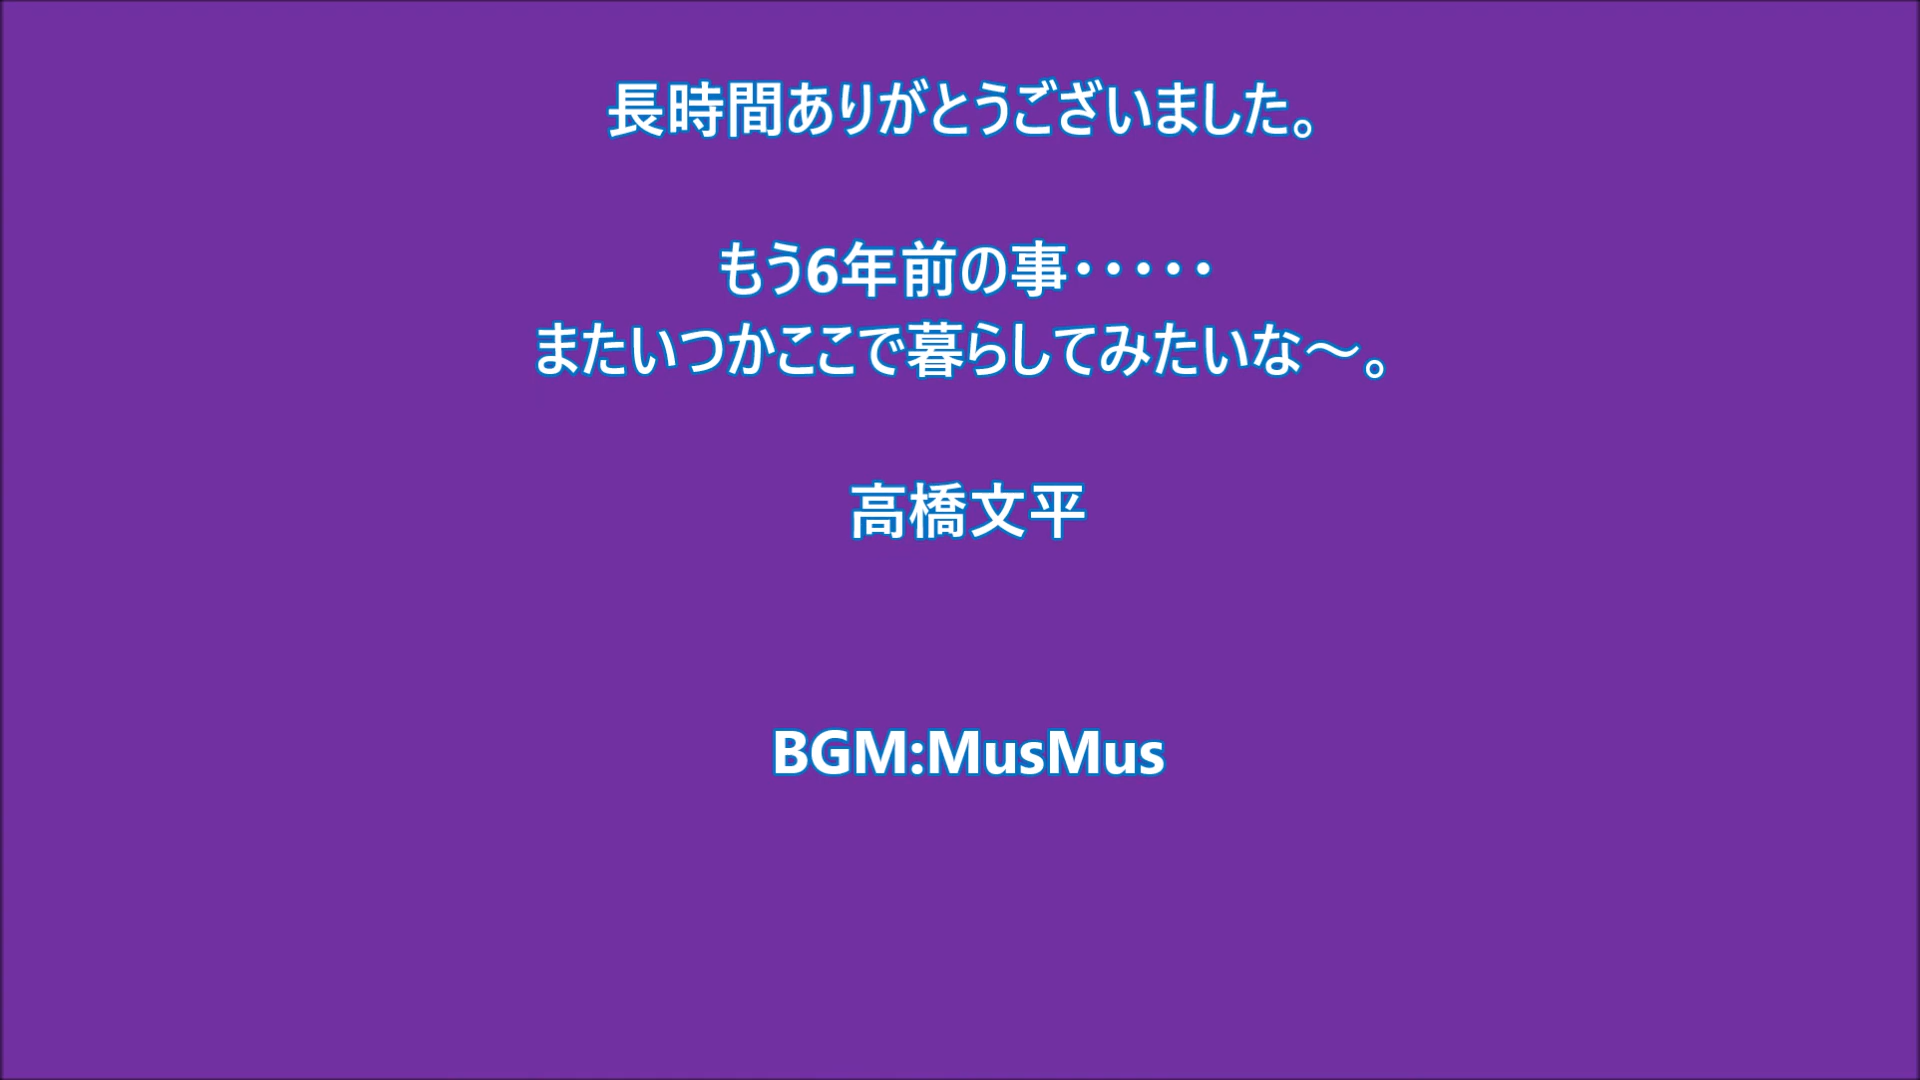 長時間ありがとうございました。
もう6年前の事・・・・・
またいつかここで暮らしてみたいな～。
高橋文平
BGM:MusMus